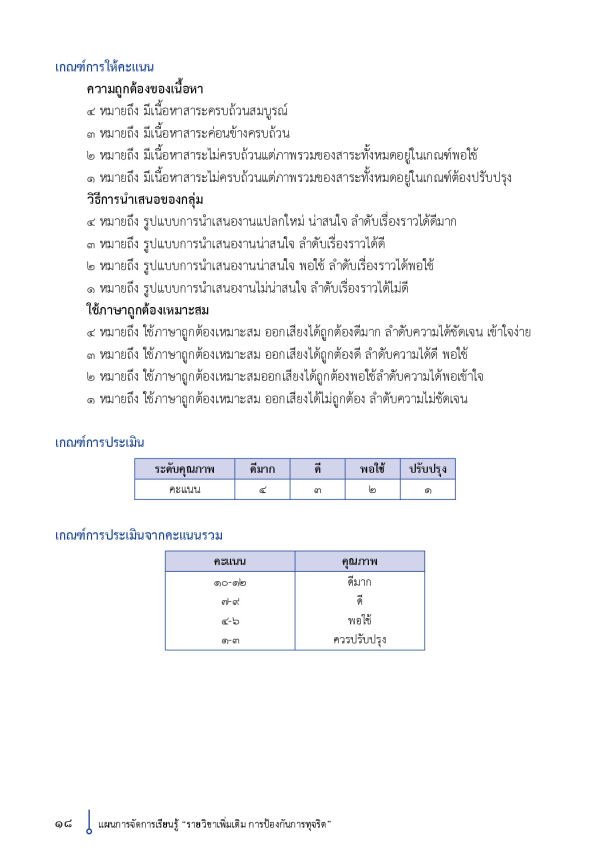 เกณฑ์การให้คะแนน
ความถูกต้องของเนื้อหา
๔ หมายถึง มีเนื้อหาสาระครบถ้วนสมบูรณ์
๓ หมายถึง มีเนื้อหาสาระค่อนข้างครบถ้วน
๒ หมายถึง มีเนื้อหาสาระไม่ครบถ้วนแต่ภาพรวมของสาระทั้งหมดอยู่ในเกณฑ์พอใช้
๑ หมายถึง มีเนื้อหาสาระไม่ครบถ้วนแต่ภาพรวมของสาระทั้งหมดอยู่ในเกณฑ์ต้องปรับปรุง
วิธีการนำเสนอของกลุ่ม
๔ หมายถึง รูปแบบการนำเสนองานแปลกใหม่ น่าสนใจ ลำดับเรื่องราวได้ดีมาก
๓ หมายถึง รูปแบบการนำเสนองานน่าสนใจ ลำดับเรื่องราวได้ดี
๒ หมายถึง รูปแบบการนำเสนองานน่าสนใจ พอใช้ ลำดับเรื่องราวได้พอใช้
๑ หมายถึง รูปแบบการนำเสนองานไม่น่าสนใจ ลำดับเรื่องราวได้ไม่ดี
ใช้ภาษาถูกต้องเหมาะสม
๔ หมายถึง ใช้ภาษาถูกต้องเหมาะสม ออกเสียงได้ถูกต้องดีมาก ลำดับความได้ชัดเจน เข้าใจง่าย
๓ หมายถึง ใช้ภาษาถูกต้องเหมาะสม ออกเสียงได้ถูกต้องดี ลำดับความได้ดี พอใช้
๒ หมายถึง ใช้ภาษาถูกต้องเหมาะสมออกเสียงได้ถูกต้องพอใช้ลำดับความได้พอเข้าใจ
๑ หมายถึง ใช้ภาษาถูกต้องเหมาะสม ออกเสียงได้ไม่ถูกต้อง ลำดับความไม่ชัดเจน
เกณฑ์การประเมิน
ระดับคุณภาพ ดีมาก ดี พอใช้ ปรับปรุง
คะแนน ๔ ๓ ๒ ๑
เกณฑ์การประเมินจากคะแนนรวม
คะแนน คุณภาพ
๑๐-๑๒ ดีมาก
๗-๙ ดี
๔-๖ พอใช้
๑-๓ ควรปรับปรุง
๑๘ แผนการจัดการเรียนรู้ "รายวิชาเพิ่มเติม การป้องกันการทุจริต"